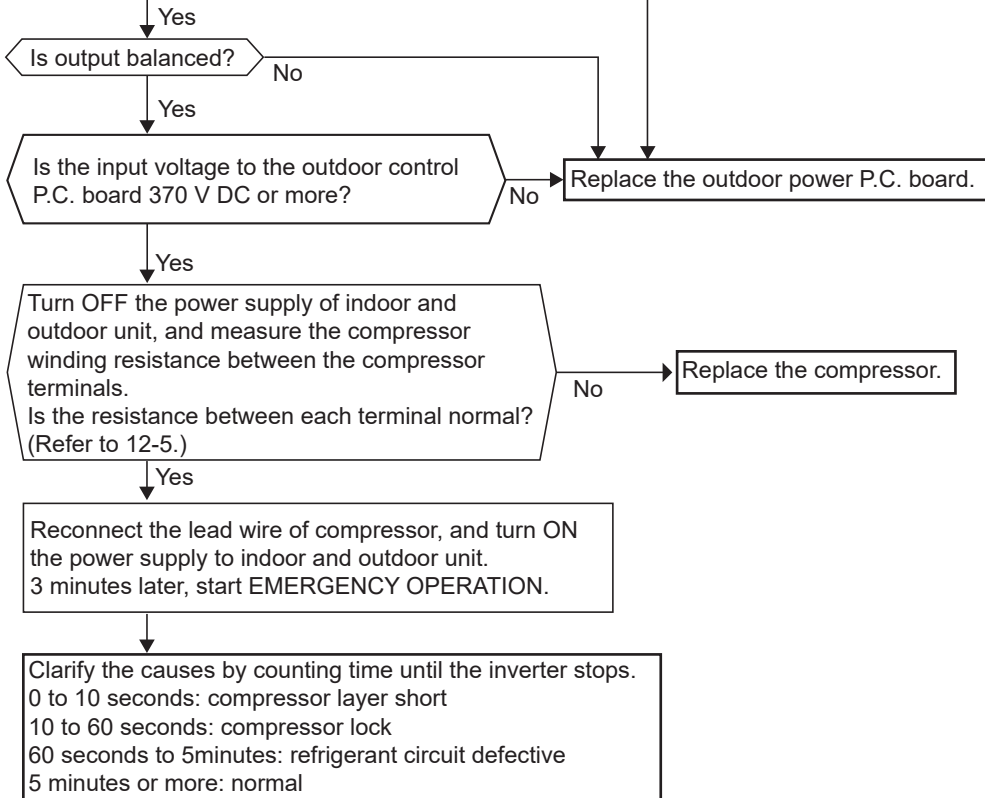 Yes
Is output balanced?
No
Yes
Is the input voltage to the outdoor control
P.C. board 370 V DC or more?
No
Replace the outdoor power P.C. board.
Yes
Turn OFF the power supply of indoor and
outdoor unit, and measure the compressor
winding resistance between the compressor
terminals.
Is the resistance between each terminal normal?
(Refer to 12-5.)
No
Replace the compressor.
Yes
Reconnect the lead wire of compressor, and turn ON
the power supply to indoor and outdoor unit.
3 minutes later, start EMERGENCY OPERATION.
Clarify the causes by counting time until the inverter stops.
0 to 10 seconds: compressor layer short
10 to 60 seconds: compressor lock
60 seconds to 5minutes: refrigerant circuit defective
5 minutes or more: normal